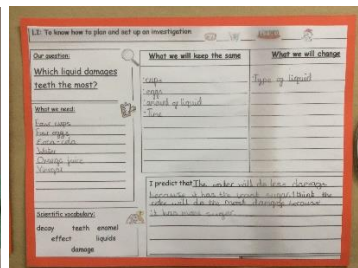 LI: To know how to plan and set up an investigation
Our question:
Which liquid damages
teeth the most?
What we need:
Four cups
Four eggs
Coca-cola
Water
Orange juice
Vinegar
Scientific vocabulary:
decay teeth enamel
effect liquids
damage
What we will keep the same
cups
eggs
amount of liquid
Time
What we will change
Type of liquid
I predict that The water will do less damage
because it has the least sugar. I think the
will do the most damage because
it has more sugar.